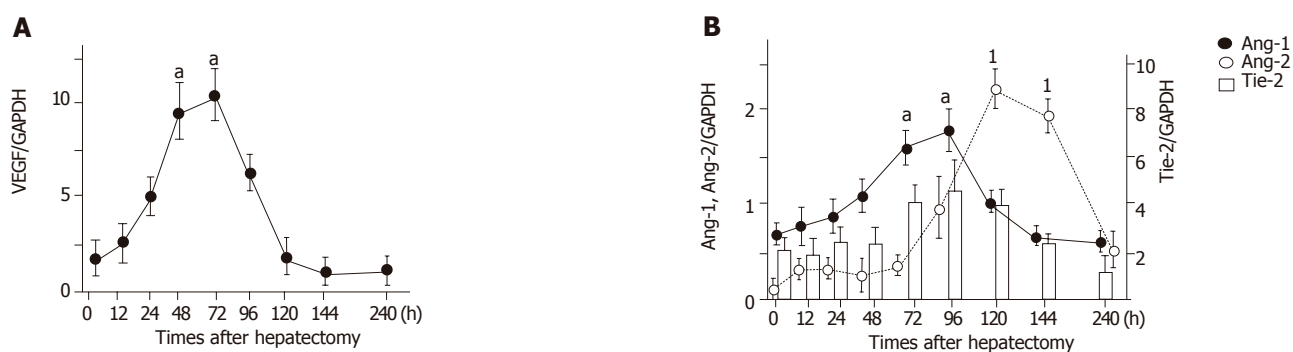 A
VEGF/GAPDH
10
5
0
a
a
0 12 24 48 72 96 120 144 240 (h)
Times after hepatectomy
B
Ang-1, Ang-2/GAPDH
2
1
0
a
a
1
1
10
8
6
4
2
Tie-2/GAPDH
0 12 24 48 72 96 120 144 240 (h)
Times after hepatectomy
Ang-1
Ang-2
Tie-2